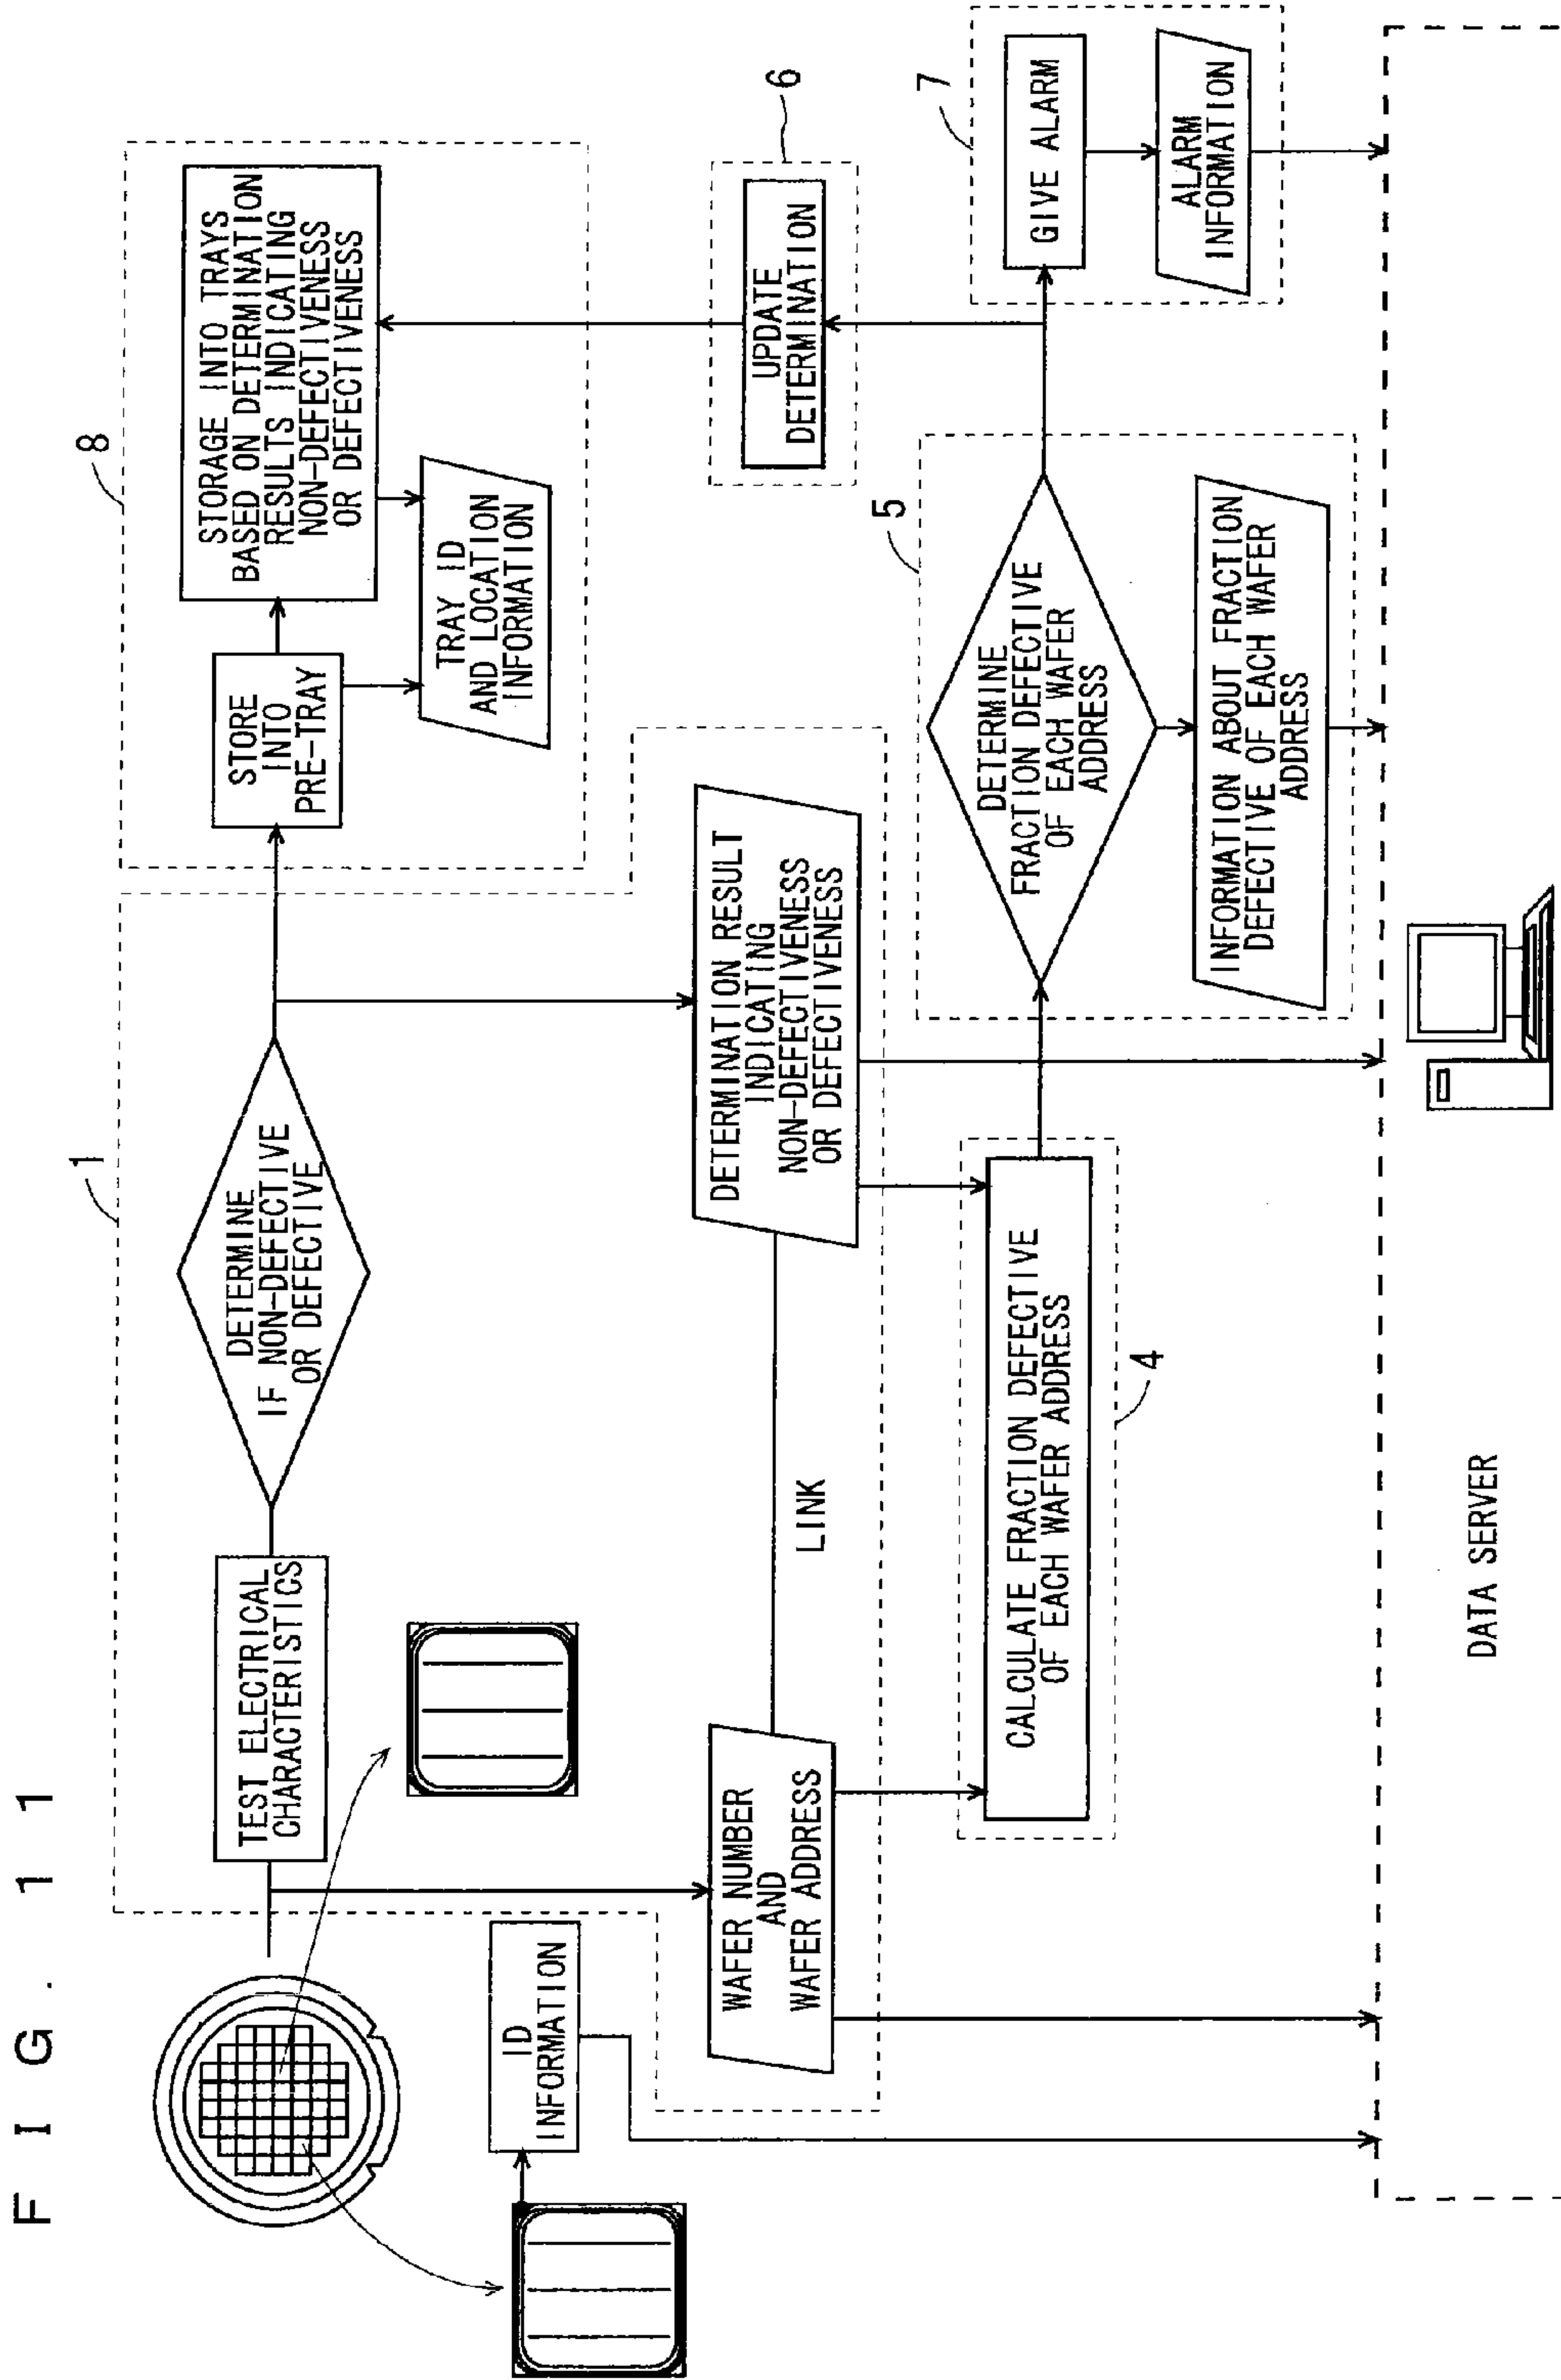 FIG. 11
1
TEST ELECTRICAL
CHARACTERISTICS
DETERMINE
IF NON-DEFECTIVE
OR DEFECTIVE
8
STORE
INTO
PRE-TRAY
STORAGE INTO TRAYS
BASED ON DETERMINATION
RESULTS INDICATING
NON-DEFECTIVENESS
OR DEFECTIVENESS
TRAY ID
AND LOCATION
INFORMATION
ID
INFORMATION
WAFER NUMBER
AND
WAFER ADDRESS
LINK
DETERMINATION RESULT
INDICATING
NON-DEFECTIVENESS
OR DEFECTIVENESS
6
UPDATE
DETERMINATION
CALCULATE FRACTION DEFECTIVE
OF EACH WAFER ADDRESS
4
5
DETERMINE
FRACTION DEFECTIVE
OF EACH WAFER
ADDRESS
INFORMATION ABOUT FRACTION
DEFECTIVE OF EACH WAFER
ADDRESS
7
GIVE ALARM
ALARM
INFORMATION
DATA SERVER